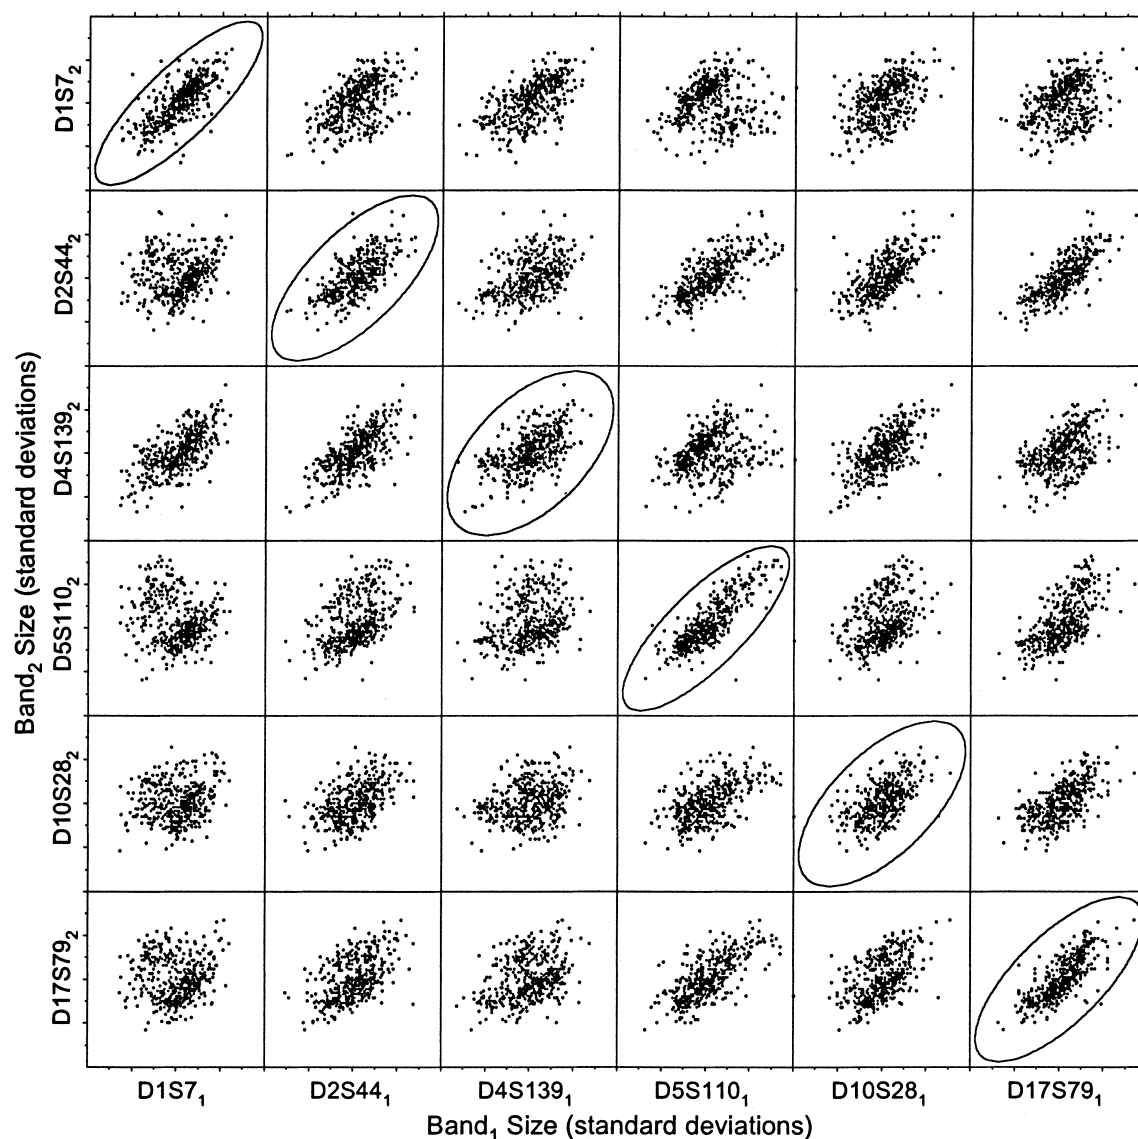 Band₂ Size (standard deviations)
D1S7₂
D2S44₂
D4S139₂
D5S110₂
D10S28₂
D17S79₂
D1S7₁
D2S44₁
D4S139₁
D5S110₁
D10S28₁
D17S79₁
Band₁ Size (standard deviations)